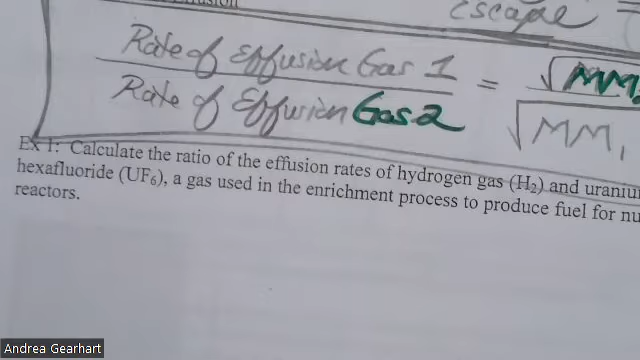 escape
Rate of Effusion Gas 1 = √MM
Rate of Effusion Gas 2 √MM₁
Ex 1: Calculate the ratio of the effusion rates of hydrogen gas (H₂) and uraniu
hexafluoride (UF₆), a gas used in the enrichment process to produce fuel for nu
reactors.
Andrea Gearhart